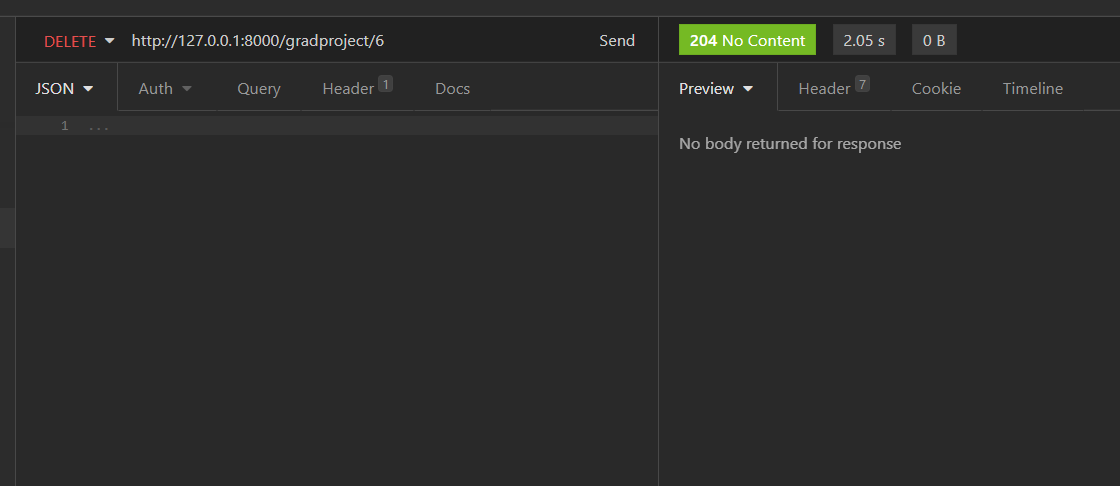 DELETE http://127.0.0.1:8000/gradproject/6 Send 204 No Content 2.05 s 0 B
JSON Auth Query Header 1 Docs Preview Header 7 Cookie Timeline
1 ...
No body returned for response